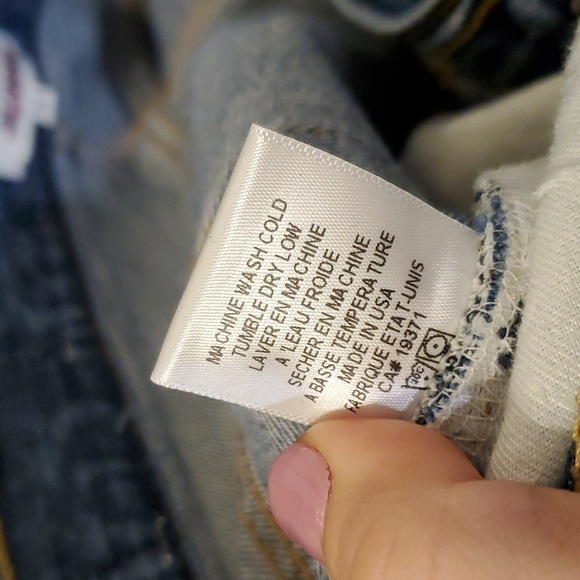 MACHINE WASH COLD
TUMBLE DRY LOW
LAVER EN MACHINE
A 'LEAU FROIDE
SECHER EN MACHINE
A BASSE TEMPERATURE
MADE IN USA
FABRIQUE ETAT-UNIS
CA# 19371